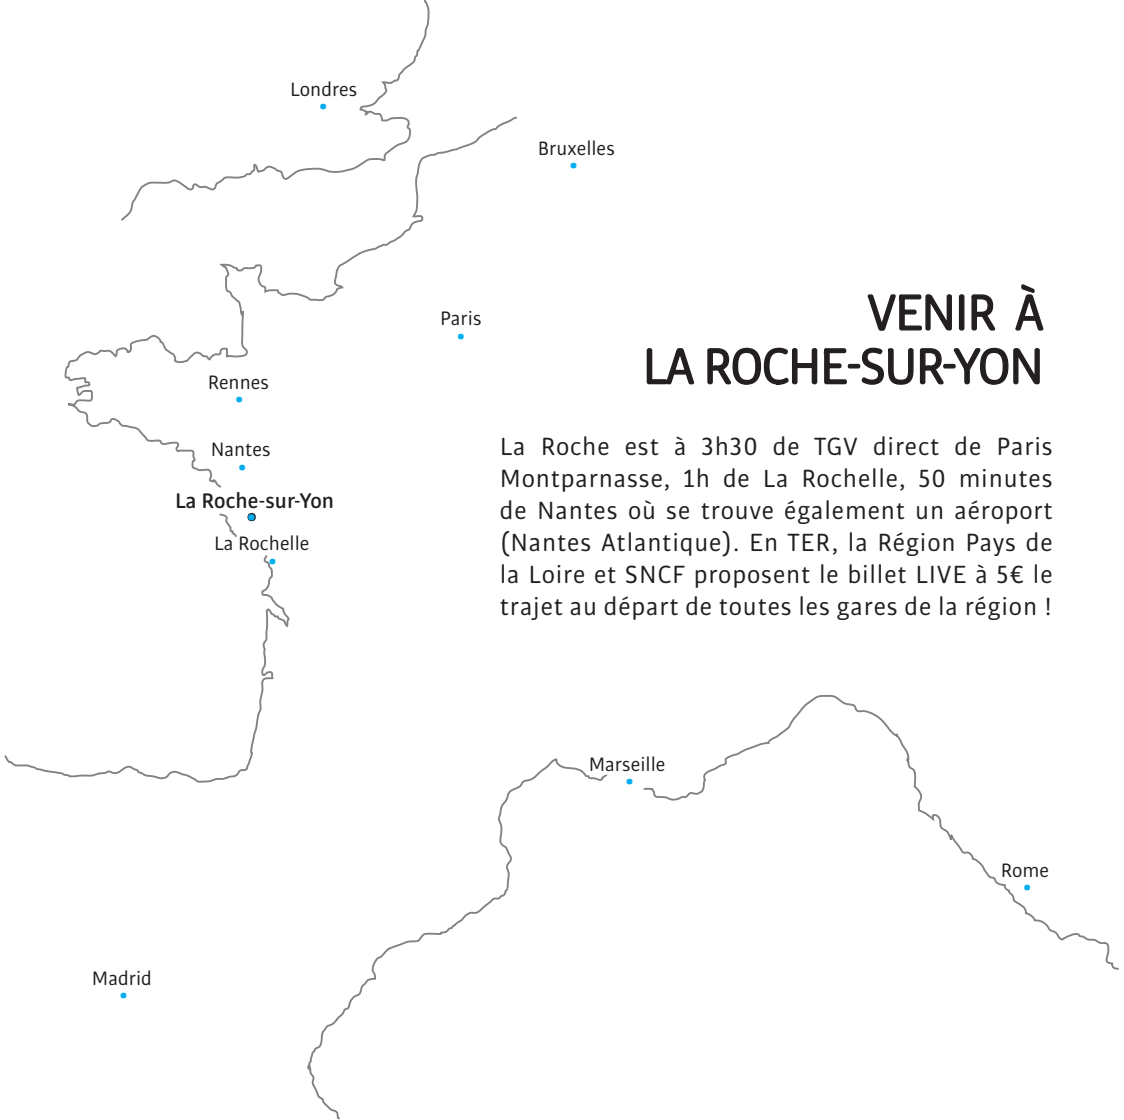 Londres
Bruxelles
VENIR À
LA ROCHE-SUR-YON
Paris
Rennes
Nantes
La Roche-sur-Yon
La Rochelle
La Roche est à 3h30 de TGV direct de Paris
Montparnasse, 1h de La Rochelle, 50 minutes
de Nantes où se trouve également un aéroport
(Nantes Atlantique). En TER, la Région Pays de
la Loire et SNCF proposent le billet LIVE à 5€ le
trajet au départ de toutes les gares de la région !
Marseille
Rome
Madrid